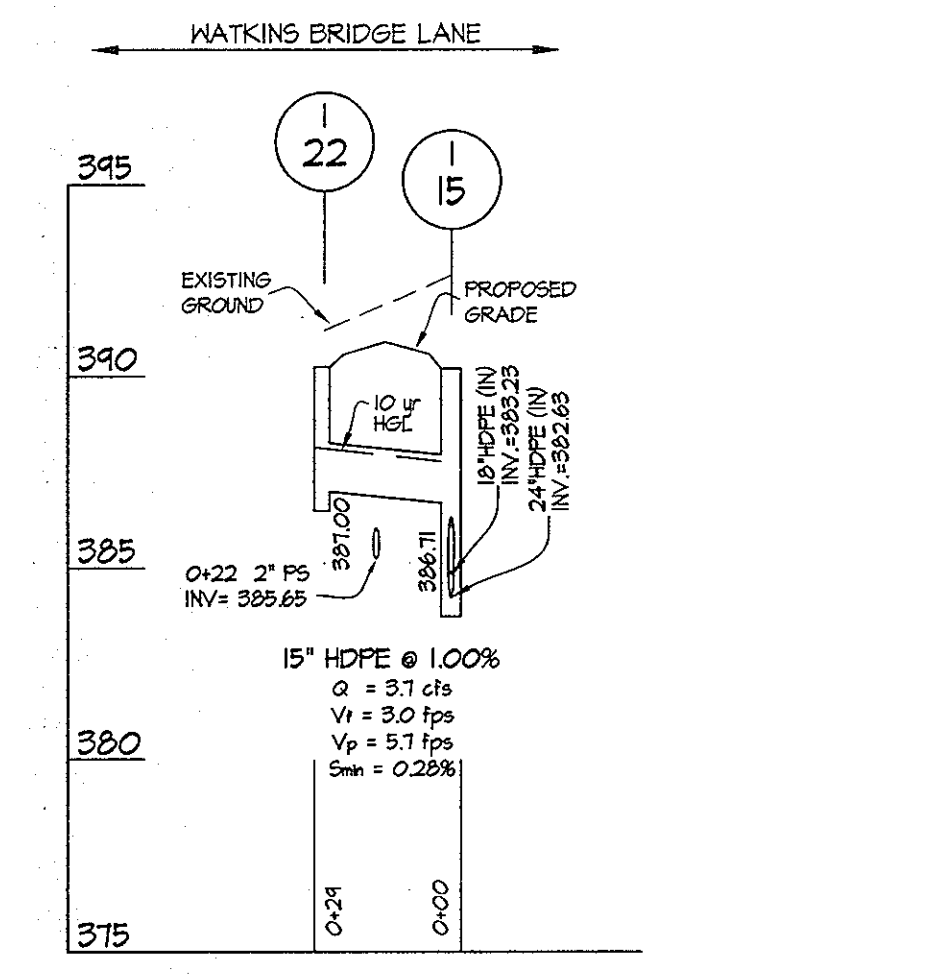 WATKINS BRIDGE LANE
I
22
I
15
395
EXISTING
GROUND
PROPOSED
GRADE
390
10 yr
HGL
18"HDPE (IN)
INV.=383.23
24"HDPE (IN)
INV.=382.63
387.00
386.71
385
0+22 2" PS
INV= 385.65
15" HDPE @ 1.00%
Q = 3.7 cfs
Vf = 3.0 fps
Vp = 5.7 fps
Smin = 0.28%
380
0+29
0+00
375